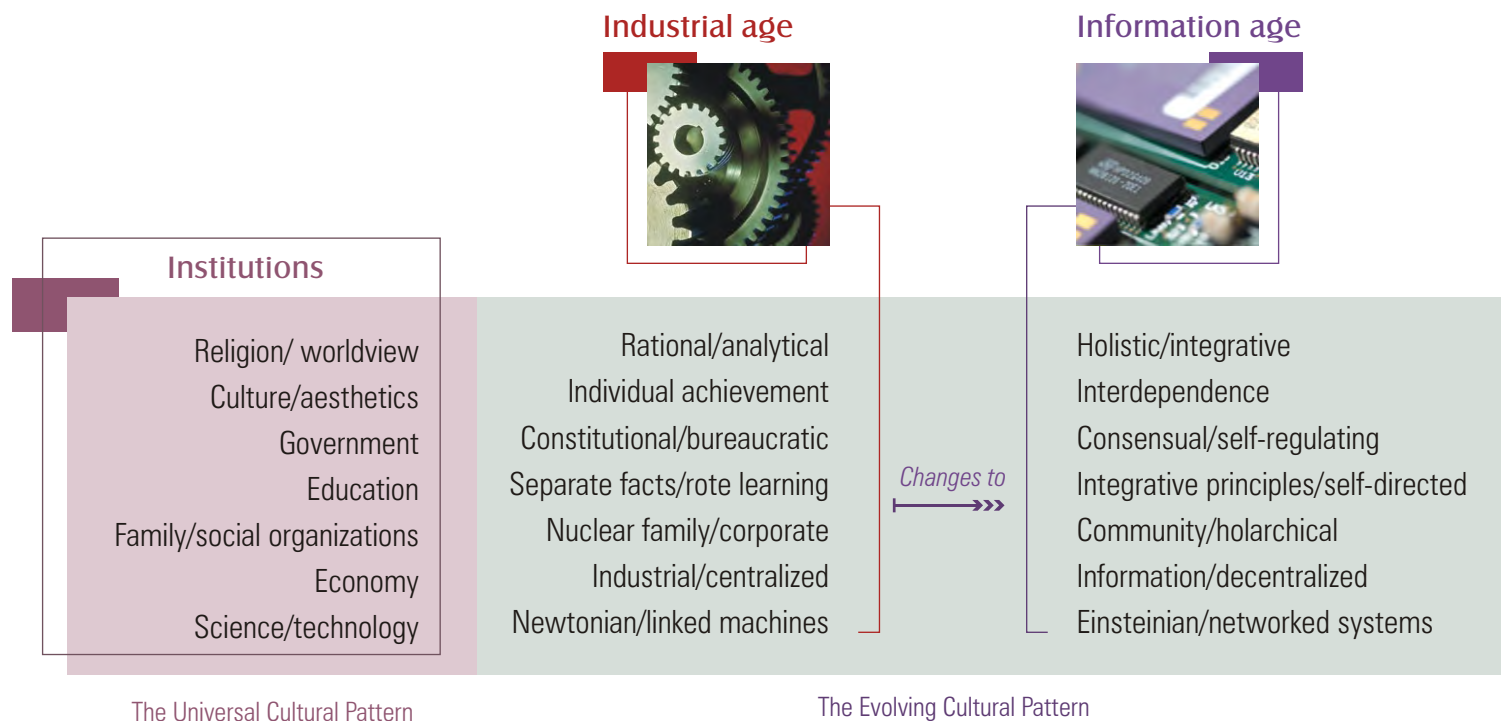 Industrial age
Information age
Institutions
Religion/ worldview
Rational/analytical
Holistic/integrative
Culture/aesthetics
Individual achievement
Interdependence
Government
Constitutional/bureaucratic
Consensual/self-regulating
Education
Separate facts/rote learning
Changes to
Integrative principles/self-directed
Family/social organizations
Nuclear family/corporate
Community/holarchical
Economy
Industrial/centralized
Information/decentralized
Science/technology
Newtonian/linked machines
Einsteinian/networked systems
The Universal Cultural Pattern
The Evolving Cultural Pattern